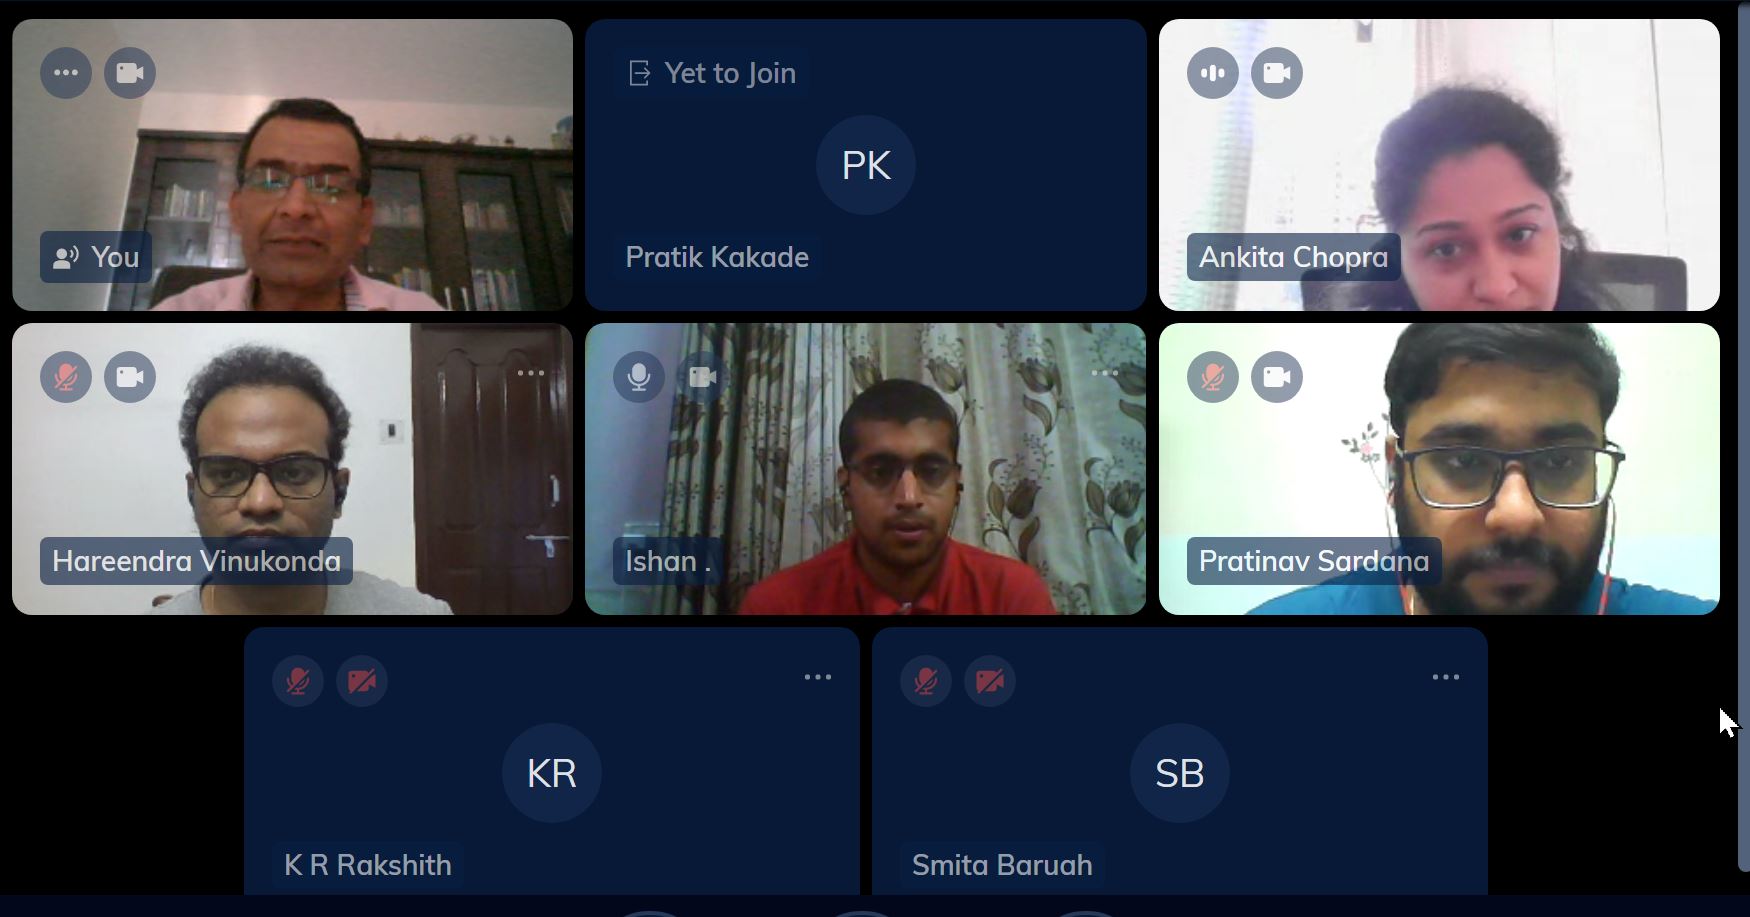 You
Yet to Join
PK
Pratik Kakade
Ankita Chopra
Hareendra Vinukonda
Ishan .
Pratinav Sardana
KR
K R Rakshith
SB
Smita Baruah